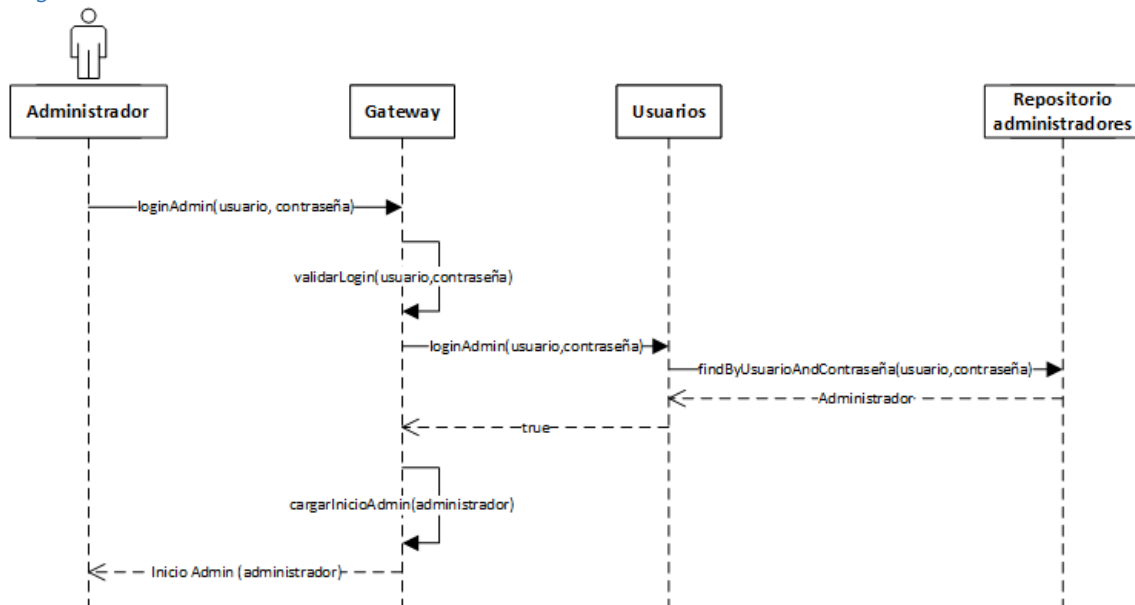 Administrador
Gateway
Usuarios
Repositorio
administradores
loginAdmin(usuario, contraseña)
validarLogin(usuario,contraseña)
loginAdmin(usuario,contraseña)
findByUsuarioAndContraseña(usuario,contraseña)
Administrador
true
cargarInicioAdmin(administrador)
Inicio Admin (administrador)